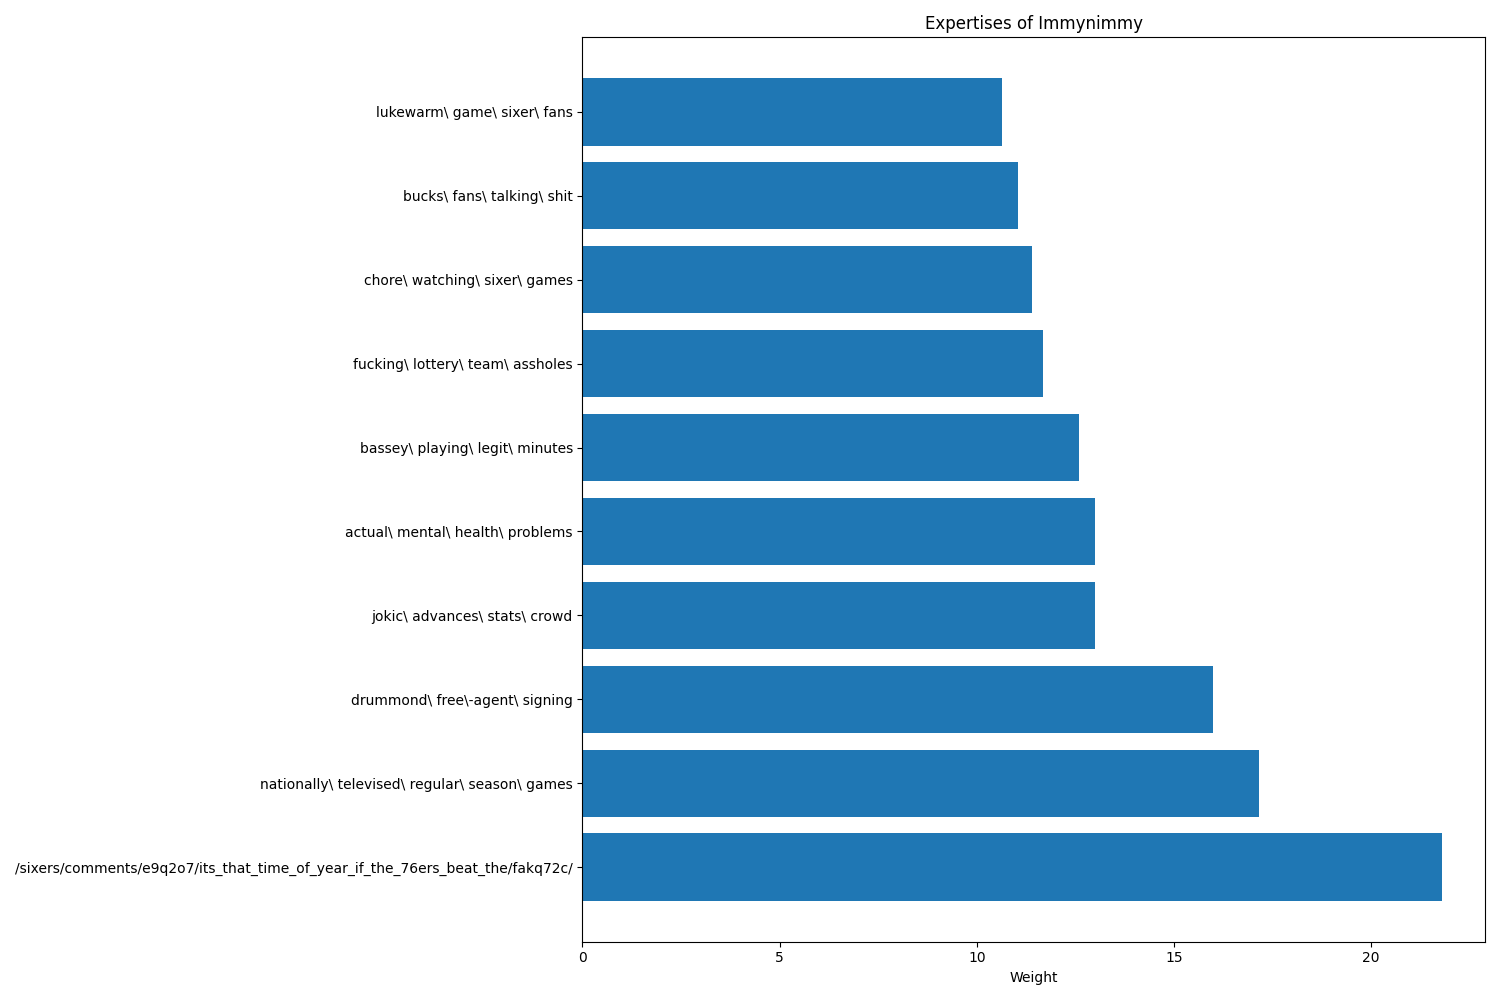 Expertises of Immynimmy
lukewarm\ game\ sixer\ fans
bucks\ fans\ talking\ shit
chore\ watching\ sixer\ games
fucking\ lottery\ team\ assholes
bassey\ playing\ legit\ minutes
actual\ mental\ health\ problems
jokic\ advances\ stats\ crowd
drummond\ free\-agent\ signing
nationally\ televised\ regular\ season\ games
/sixers/comments/e9q2o7/its_that_time_of_year_if_the_76ers_beat_the/fakq72c/
0 5 10 15 20
Weight